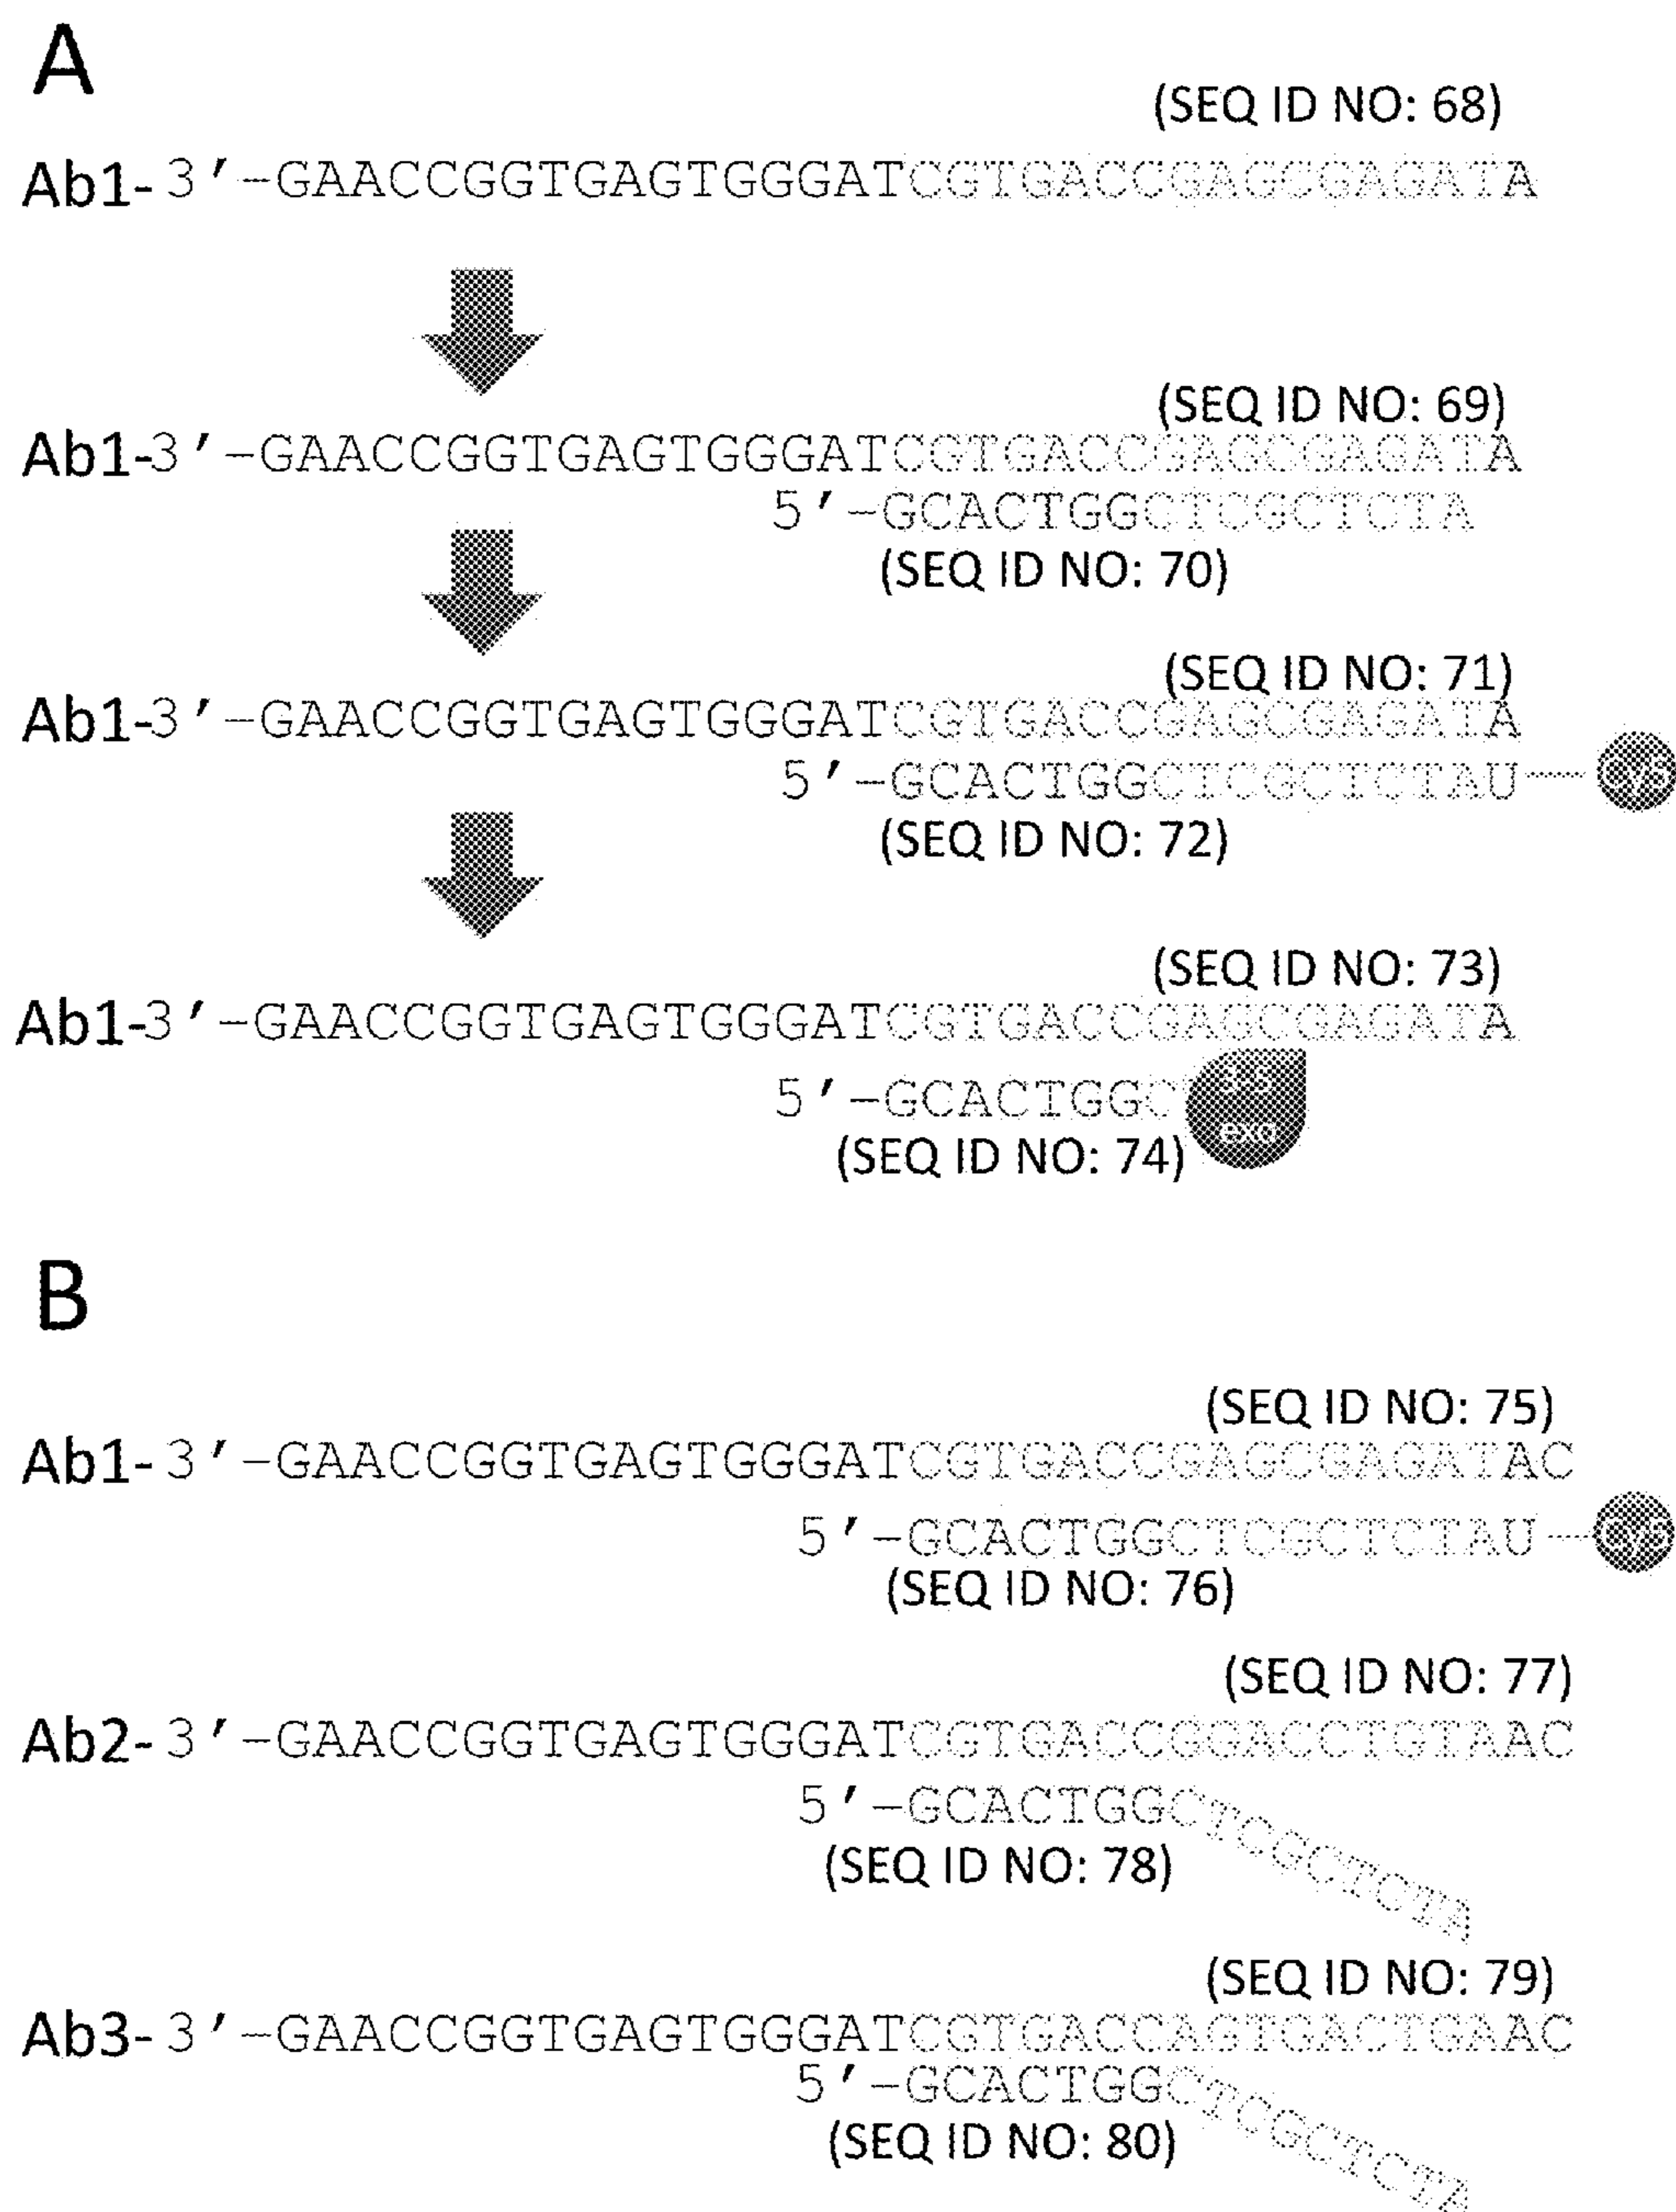 A
(SEQ ID NO: 68)
Ab1-3'-GAACCGGTGAGTGGGATCGTGACCGAGCGAGATA
(SEQ ID NO: 69)
Ab1-3'-GAACCGGTGAGTGGGATCGTGACCGAGCGAGATA
5'-GCACTGGCTCGCTCTA
(SEQ ID NO: 70)
(SEQ ID NO: 71)
Ab1-3'-GAACCGGTGAGTGGGATCGTGACCGAGCGAGATA
5'-GCACTGGCTCGCTCTAU
(SEQ ID NO: 72)
(SEQ ID NO: 73)
Ab1-3'-GAACCGGTGAGTGGGATCGTGACCGAGCGAGATA
5'-GCACTGGC
exo
(SEQ ID NO: 74)
B
(SEQ ID NO: 75)
Ab1-3'-GAACCGGTGAGTGGGATCGTGACCGAGCGAGATAC
5'-GCACTGGCTCGCTCTAU
(SEQ ID NO: 76)
(SEQ ID NO: 77)
Ab2-3'-GAACCGGTGAGTGGGATCGTGACCGGACCTGTAAC
5'-GCACTGGCTCGCTCTA
(SEQ ID NO: 78)
(SEQ ID NO: 79)
Ab3-3'-GAACCGGTGAGTGGGATCGTGACCAGTGACTGAAC
5'-GCACTGGCTCGCTCTA
(SEQ ID NO: 80)